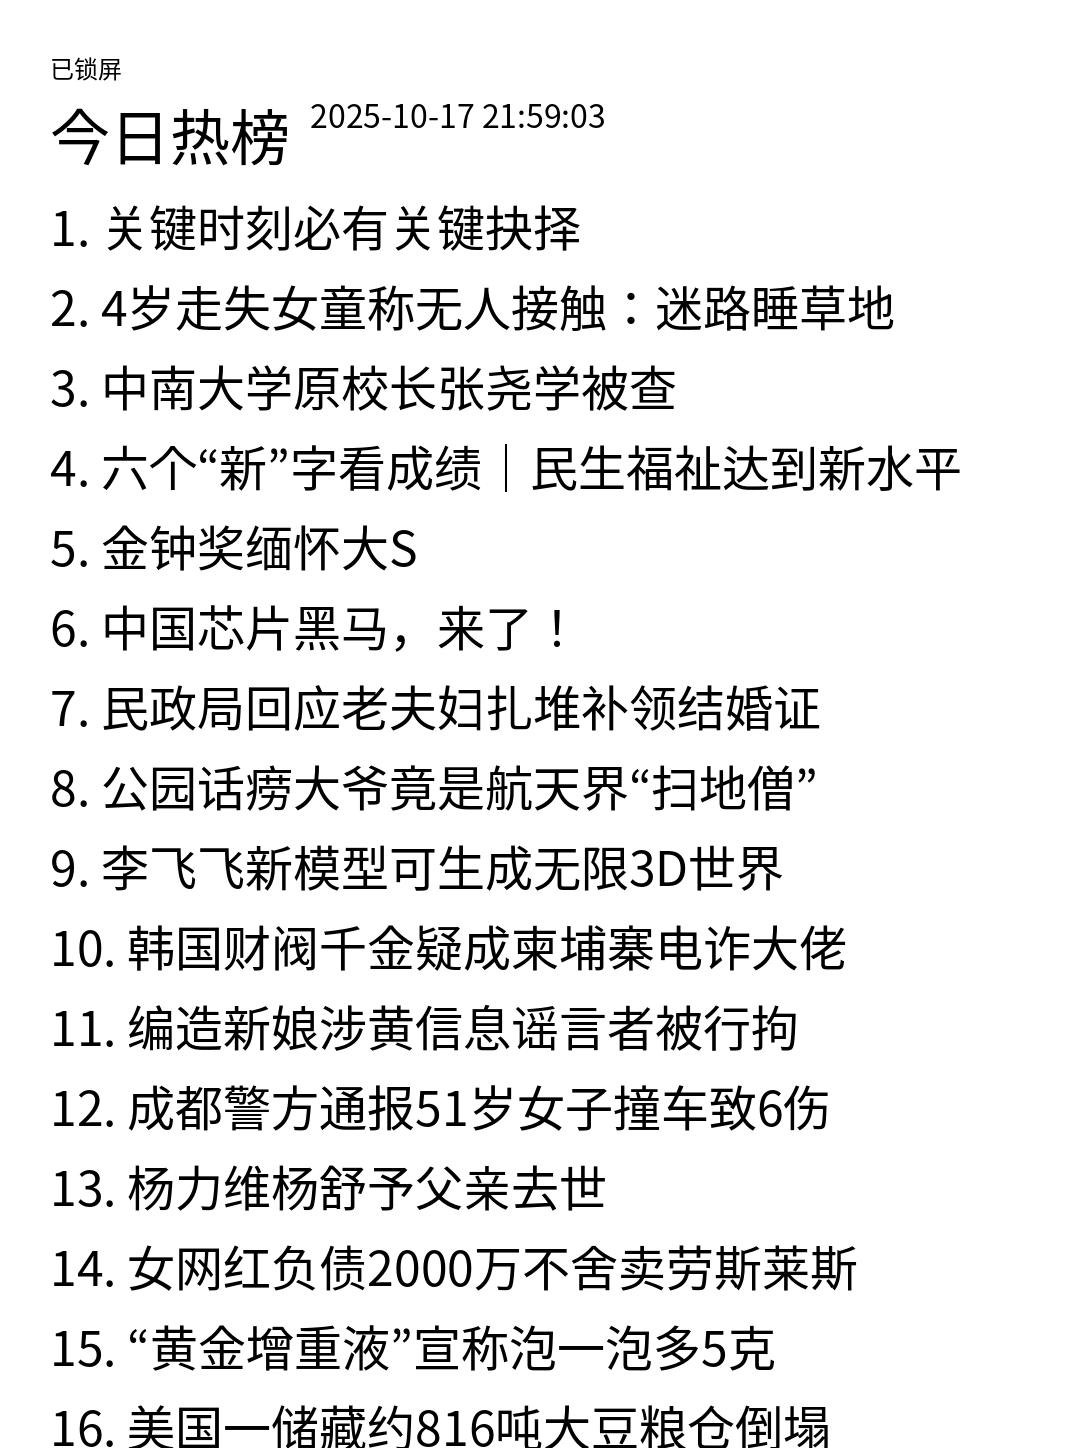 已锁屏
今日热榜 2025-10-17 21:59:03
1. 关键时刻必有关键抉择
2. 4岁走失女童称无人接触：迷路睡草地
3. 中南大学原校长张尧学被查
4. 六个“新”字看成绩｜民生福祉达到新水平
5. 金钟奖缅怀大S
6. 中国芯片黑马，来了！
7. 民政局回应老夫妇扎堆补领结婚证
8. 公园话痨大爷竟是航天界“扫地僧”
9. 李飞飞新模型可生成无限3D世界
10. 韩国财阀千金疑成柬埔寨电诈大佬
11. 编造新娘涉黄信息谣言者被行拘
12. 成都警方通报51岁女子撞车致6伤
13. 杨力维杨舒予父亲去世
14. 女网红负债2000万不舍卖劳斯莱斯
15. “黄金增重液”宣称泡一泡多5克
16. 美国一储藏约816吨大豆粮仓倒塌